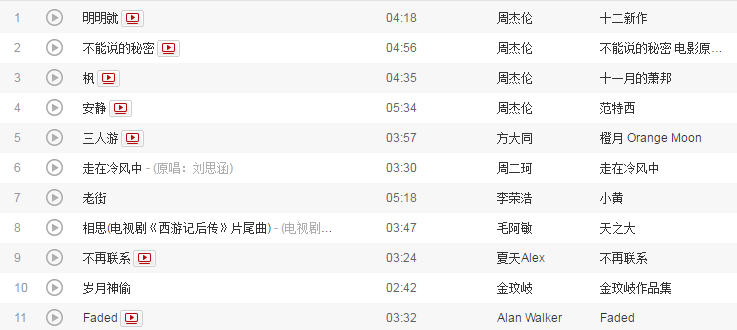 1 明明就 04:18 周杰伦 十二新作
2 不能说的秘密 04:56 周杰伦 不能说的秘密 电影原…
3 枫 04:35 周杰伦 十一月的萧邦
4 安静 05:34 周杰伦 范特西
5 三人游 03:57 方大同 橙月 Orange Moon
6 走在冷风中 - (原唱：刘思涵) 03:30 周二珂 走在冷风中
7 老街 05:18 李荣浩 小黄
8 相思(电视剧《西游记后传》片尾曲) - (电视剧… 03:47 毛阿敏 天之大
9 不再联系 03:24 夏天Alex 不再联系
10 岁月神偷 02:42 金玟岐 金玟岐作品集
11 Faded 03:32 Alan Walker Faded